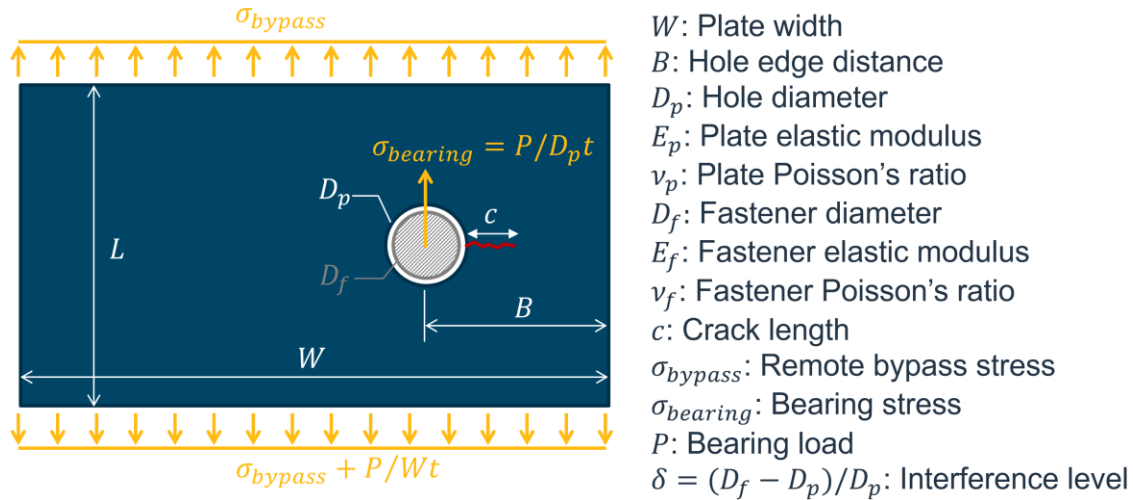 σ_bypass
σ_bearing = P/D_p t
D_p
c
L
D_f
B
W
σ_bypass + P/Wt
W: Plate width
B: Hole edge distance
D_p: Hole diameter
E_p: Plate elastic modulus
ν_p: Plate Poisson's ratio
D_f: Fastener diameter
E_f: Fastener elastic modulus
ν_f: Fastener Poisson's ratio
c: Crack length
σ_bypass: Remote bypass stress
σ_bearing: Bearing stress
P: Bearing load
δ = (D_f − D_p)/D_p: Interference level